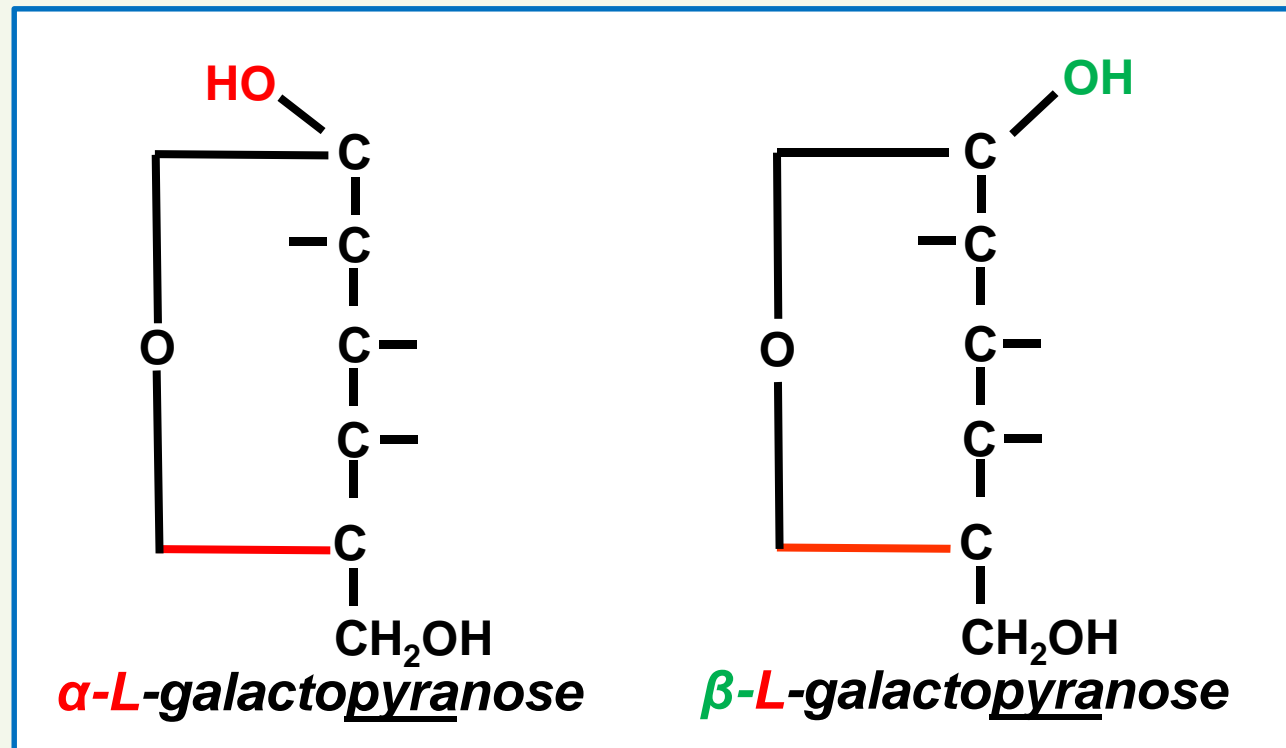 HO OH
C C
C C
O C O C
C C
C C
CH₂OH CH₂OH
α-L-galactopyranose β-L-galactopyranose